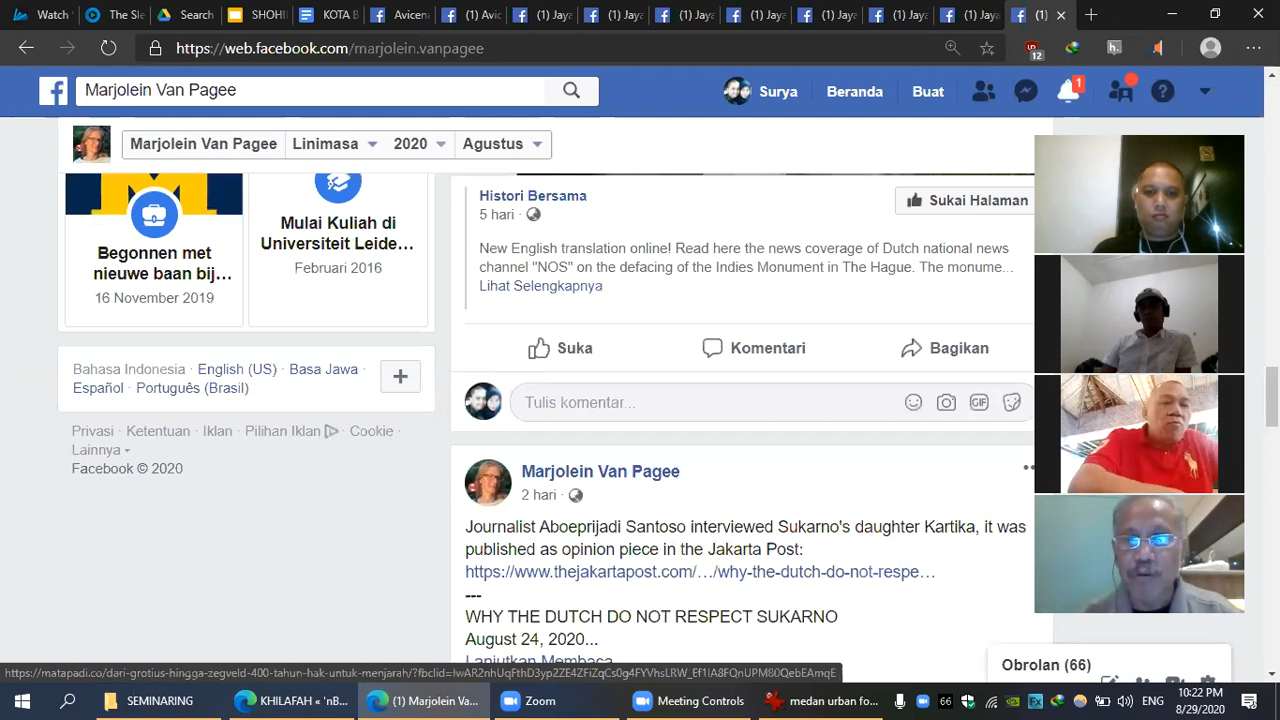 Watch
The Sle
Search
SHOHI
KOTA B
Avicen
(1) Avic
(1) Jaya
(1) Jaya
(1) Jaya
(1) Jaya
(1) Jaya
(1) Jaya
(1)
https://web.facebook.com/marjolein.vanpagee
12
Marjolein Van Pagee
Surya
Beranda
Buat
1
Marjolein Van Pagee
Linimasa
2020
Agustus
Begonnen met
nieuwe baan bij...
16 November 2019
Mulai Kuliah di
Universiteit Leide...
Februari 2016
Bahasa Indonesia · English (US) · Basa Jawa ·
Español · Português (Brasil)
Privasi · Ketentuan · Iklan · Pilihan Iklan · Cookie ·
Lainnya
Facebook © 2020
Histori Bersama
5 hari ·
Sukai Halaman
New English translation online! Read here the news coverage of Dutch national news
channel "NOS" on the defacing of the Indies Monument in The Hague. The monume...
Lihat Selengkapnya
Suka
Komentari
Bagikan
Tulis komentar...
GIF
Marjolein Van Pagee
2 hari ·
Journalist Aboeprijadi Santoso interviewed Sukarno's daughter Kartika, it was
published as opinion piece in the Jakarta Post:
https://www.thejakartapost.com/…/why-the-dutch-do-not-respe…
---
WHY THE DUTCH DO NOT RESPECT SUKARNO
August 24, 2020...
Lanjutkan Membaca
Obrolan (66)
SEMINARING
KHILAFAH « 'nB...
(1) Marjolein Va...
Zoom
Meeting Controls
medan urban fo...
66
ENG
10:22 PM
8/29/2020